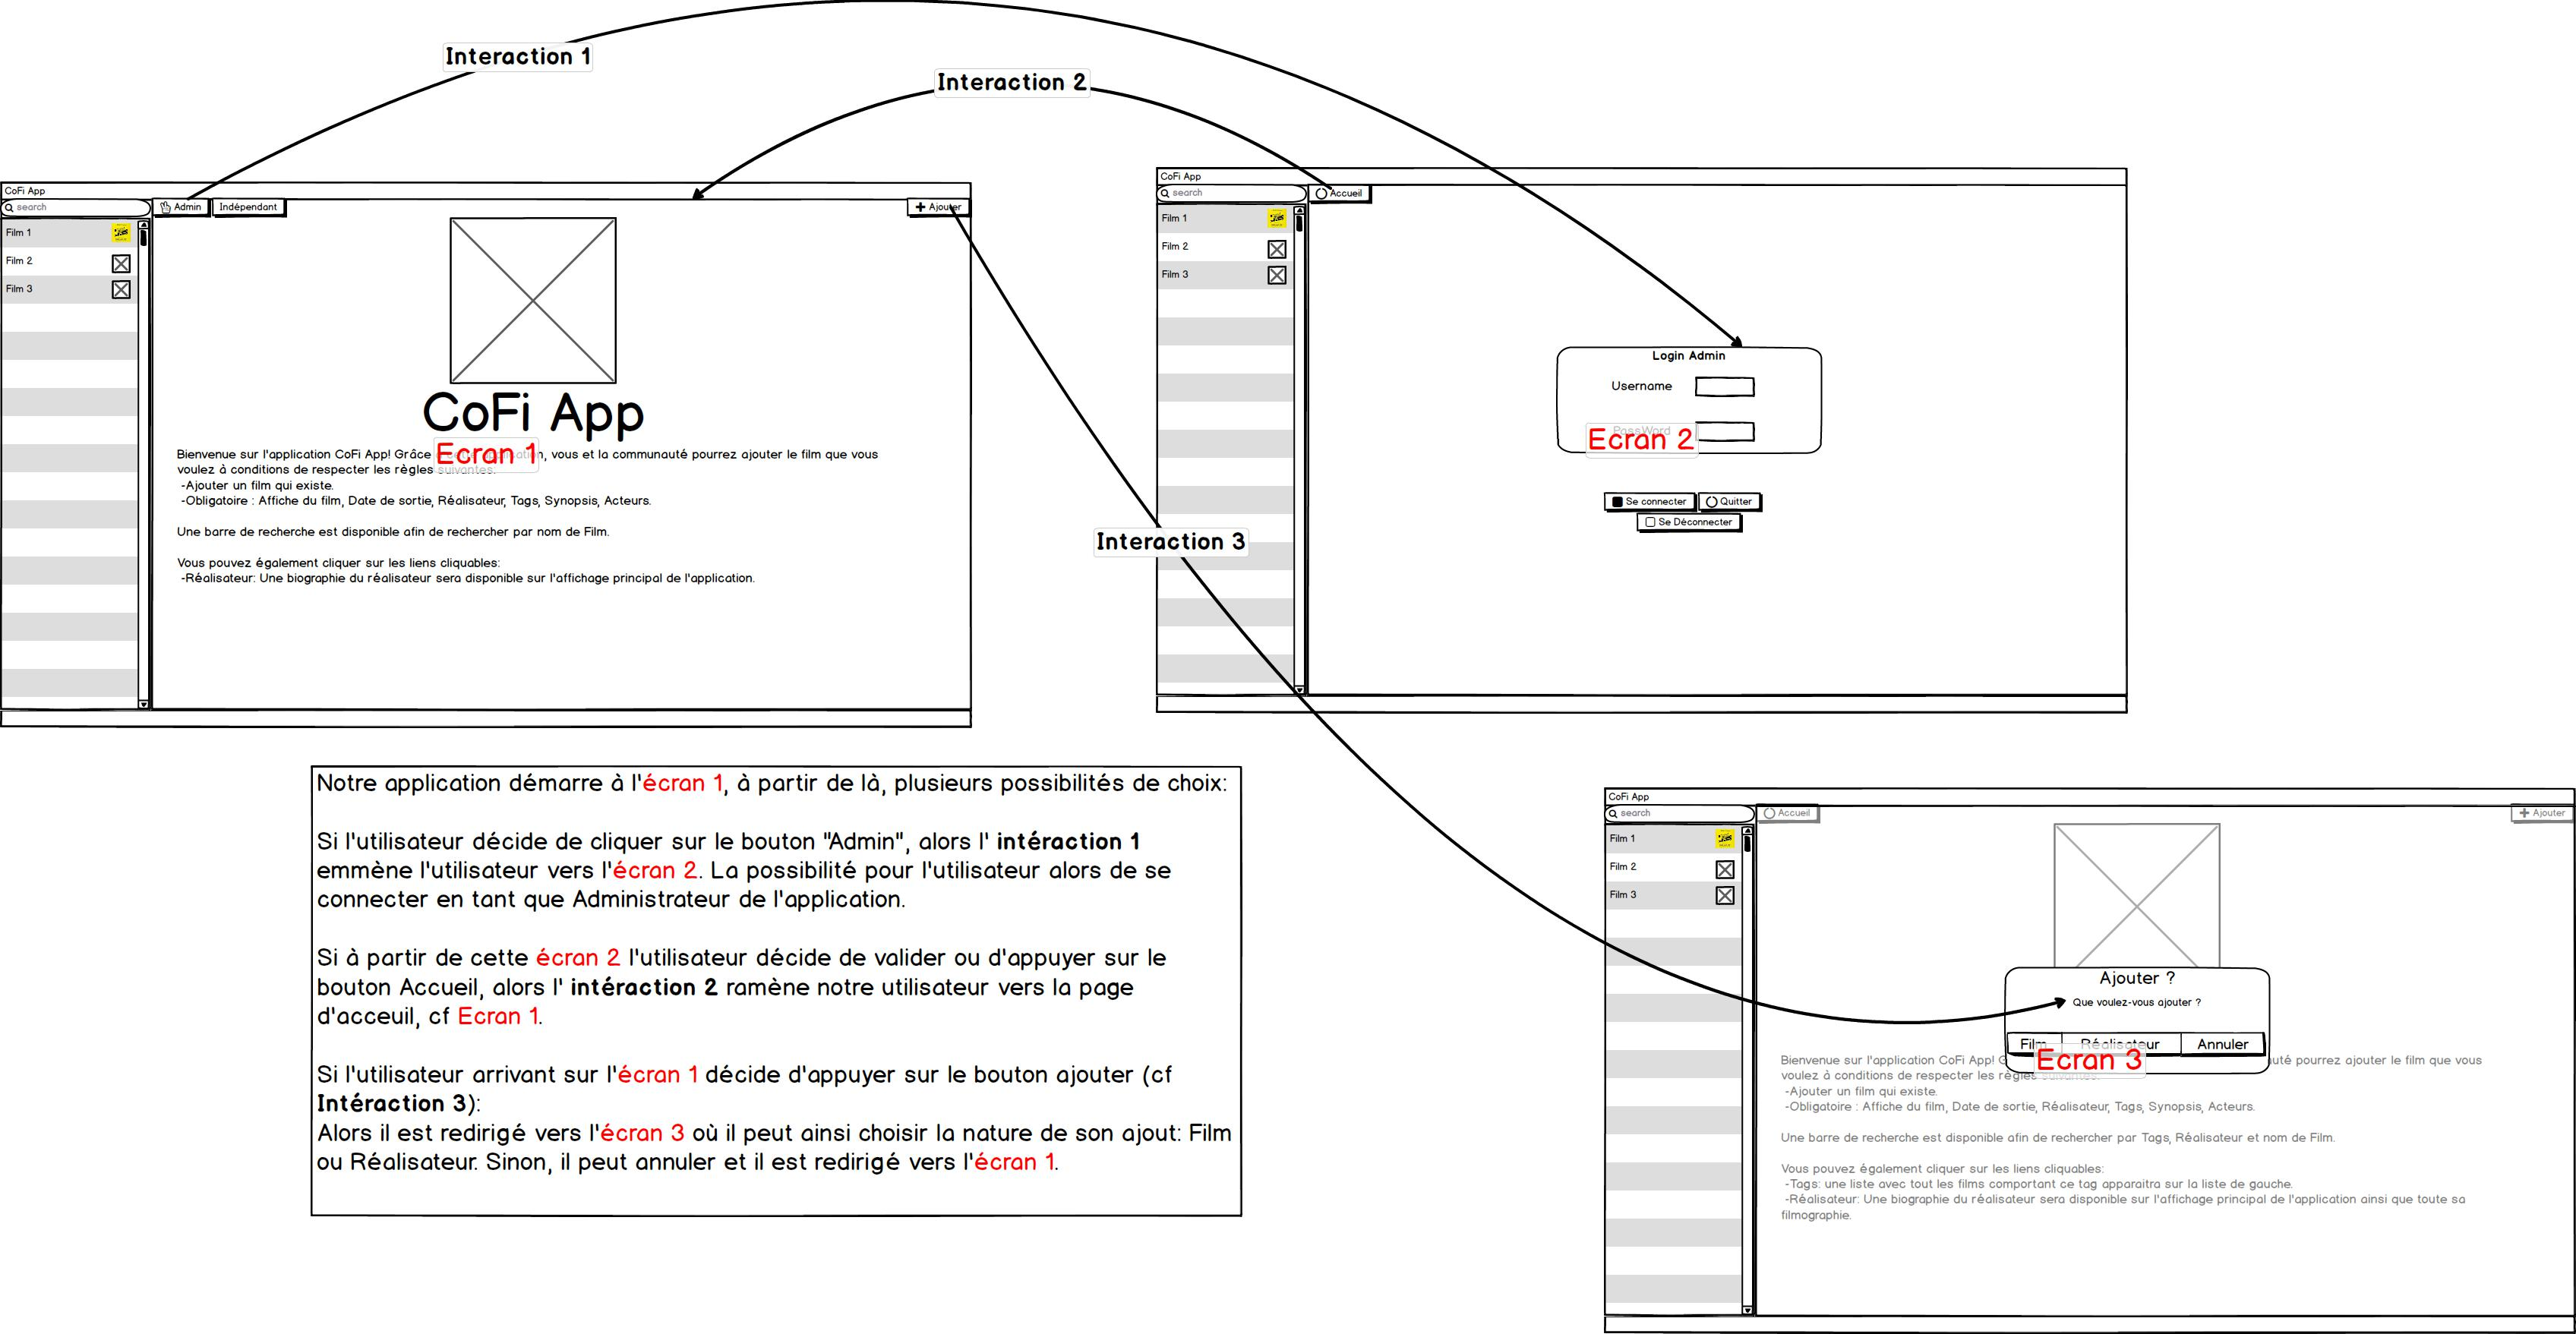 Interaction 1
Interaction 2
CoFi App
search
Admin
Indépendant
Ajouter
Film 1
Film 2
Film 3
CoFi App
Ecran 1
Bienvenue sur l'application CoFi App! Grâce n, vous et la communauté pourrez ajouter le film que vous
voulez à conditions de respecter les règles suivantes:
-Ajouter un film qui existe.
-Obligatoire : Affiche du film, Date de sortie, Réalisateur, Tags, Synopsis, Acteurs.
Une barre de recherche est disponible afin de rechercher par nom de Film.
Vous pouvez également cliquer sur les liens cliquables:
-Réalisateur: Une biographie du réalisateur sera disponible sur l'affichage principal de l'application.
CoFi App
search
Accueil
Film 1
Film 2
Film 3
Login Admin
Username
PassWord
Ecran 2
Se connecter
Quitter
Se Déconnecter
Interaction 3
Notre application démarre à l'écran 1, à partir de là, plusieurs possibilités de choix:
Si l'utilisateur décide de cliquer sur le bouton "Admin", alors l' intéraction 1
emmène l'utilisateur vers l'écran 2. La possibilité pour l'utilisateur alors de se
connecter en tant que Administrateur de l'application.
Si à partir de cette écran 2 l'utilisateur décide de valider ou d'appuyer sur le
bouton Accueil, alors l' intéraction 2 ramène notre utilisateur vers la page
d'acceuil, cf Ecran 1.
Si l'utilisateur arrivant sur l'écran 1 décide d'appuyer sur le bouton ajouter (cf
Intéraction 3):
Alors il est redirigé vers l'écran 3 où il peut ainsi choisir la nature de son ajout: Film
ou Réalisateur. Sinon, il peut annuler et il est redirigé vers l'écran 1.
CoFi App
search
Accueil
Ajouter
Film 1
Film 2
Film 3
Ajouter ?
Que voulez-vous ajouter ?
Film
Réalisateur
Annuler
Ecran 3
Bienvenue sur l'application CoFi App! G uté pourrez ajouter le film que vous
voulez à conditions de respecter les règles suivantes:
-Ajouter un film qui existe.
-Obligatoire : Affiche du film, Date de sortie, Réalisateur, Tags, Synopsis, Acteurs.
Une barre de recherche est disponible afin de rechercher par Tags, Réalisateur et nom de Film.
Vous pouvez également cliquer sur les liens cliquables:
-Tags: une liste avec tout les films comportant ce tag apparaitra sur la liste de gauche.
-Réalisateur: Une biographie du réalisateur sera disponible sur l'affichage principal de l'application ainsi que toute sa
filmographie.